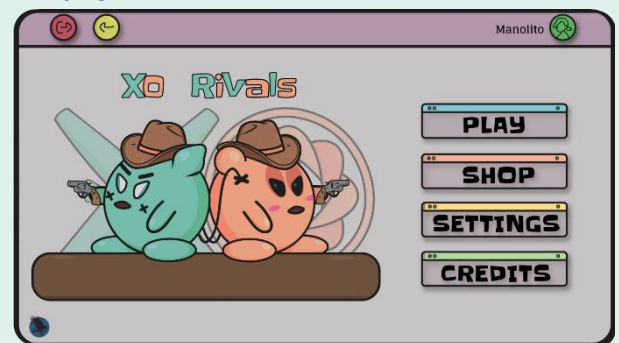 Manolito
Xo Rivals
PLAY
SHOP
SETTINGS
CREDITS